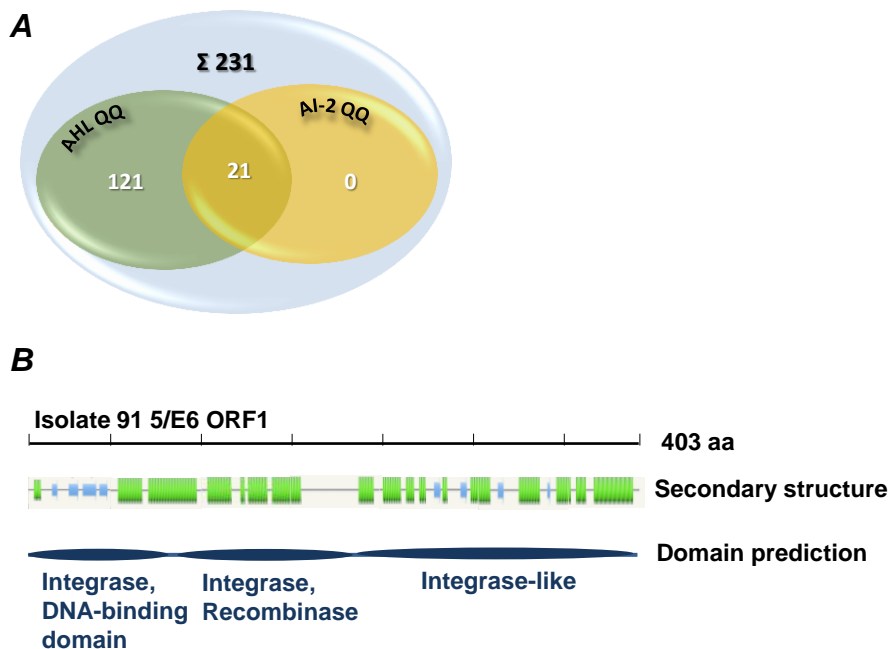 A
Σ 231
AHL QQ
AI-2 QQ
121
21
0
B
Isolate 91 5/E6 ORF1
403 aa
Secondary structure
Domain prediction
Integrase,
DNA-binding
domain
Integrase,
Recombinase
Integrase-like